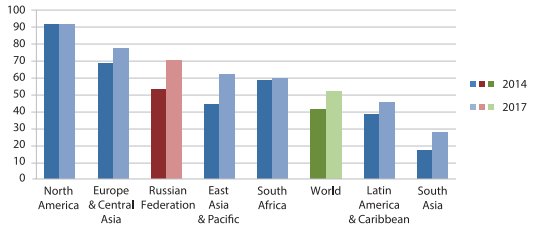 100
90
80
70
60
50
40
30
20
10
0
2014
2017
North
America
Europe
& Central
Asia
Russian
Federation
East
Asia
& Pacific
South
Africa
World
Latin
America
& Caribbean
South
Asia